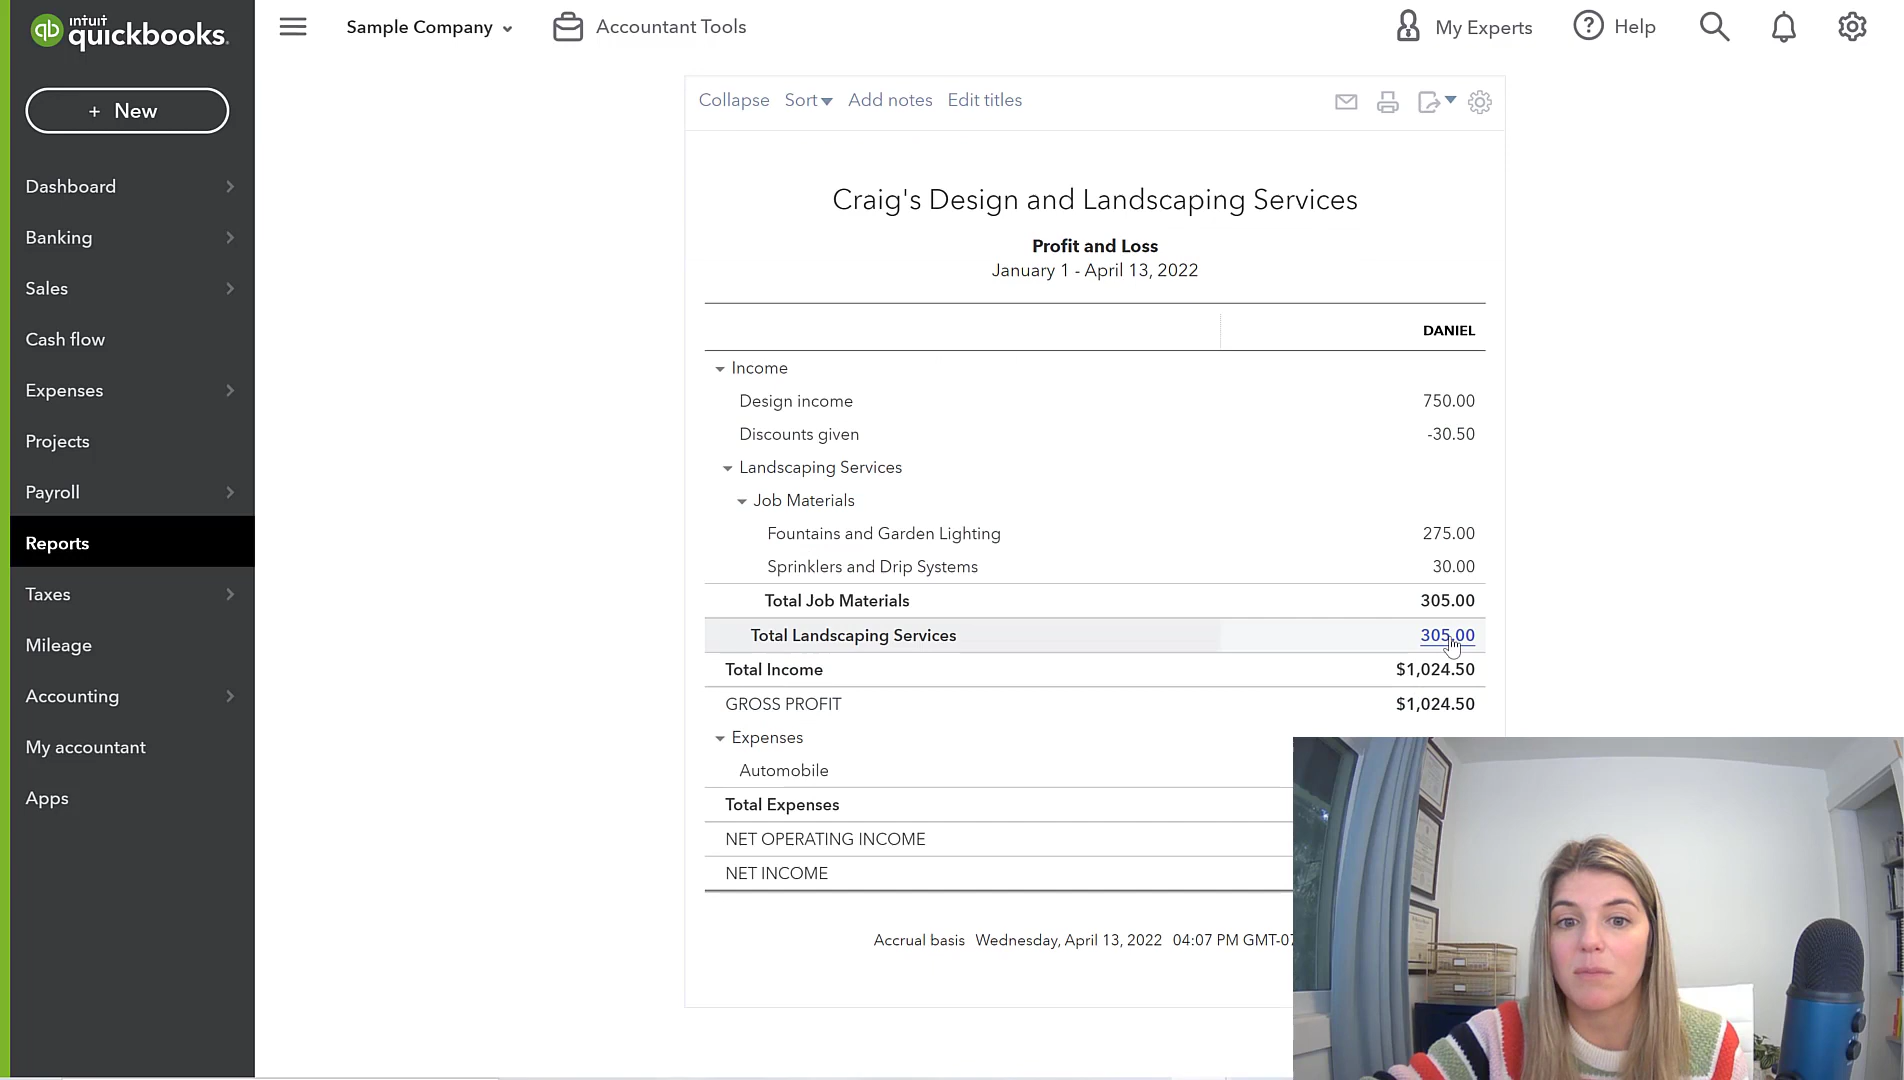 intuit
quickbooks.
Sample Company
Accountant Tools
My Experts
Help
+ New
Dashboard
Banking
Sales
Cash flow
Expenses
Projects
Payroll
Reports
Taxes
Mileage
Accounting
My accountant
Apps
Collapse Sort Add notes Edit titles
Craig's Design and Landscaping Services
Profit and Loss
January 1 - April 13, 2022
DANIEL
Income
Design income 750.00
Discounts given -30.50
Landscaping Services
Job Materials
Fountains and Garden Lighting 275.00
Sprinklers and Drip Systems 30.00
Total Job Materials 305.00
Total Landscaping Services 305.00
Total Income $1,024.50
GROSS PROFIT $1,024.50
Expenses
Automobile
Total Expenses
NET OPERATING INCOME
NET INCOME
Accrual basis Wednesday, April 13, 2022 04:07 PM GMT-07